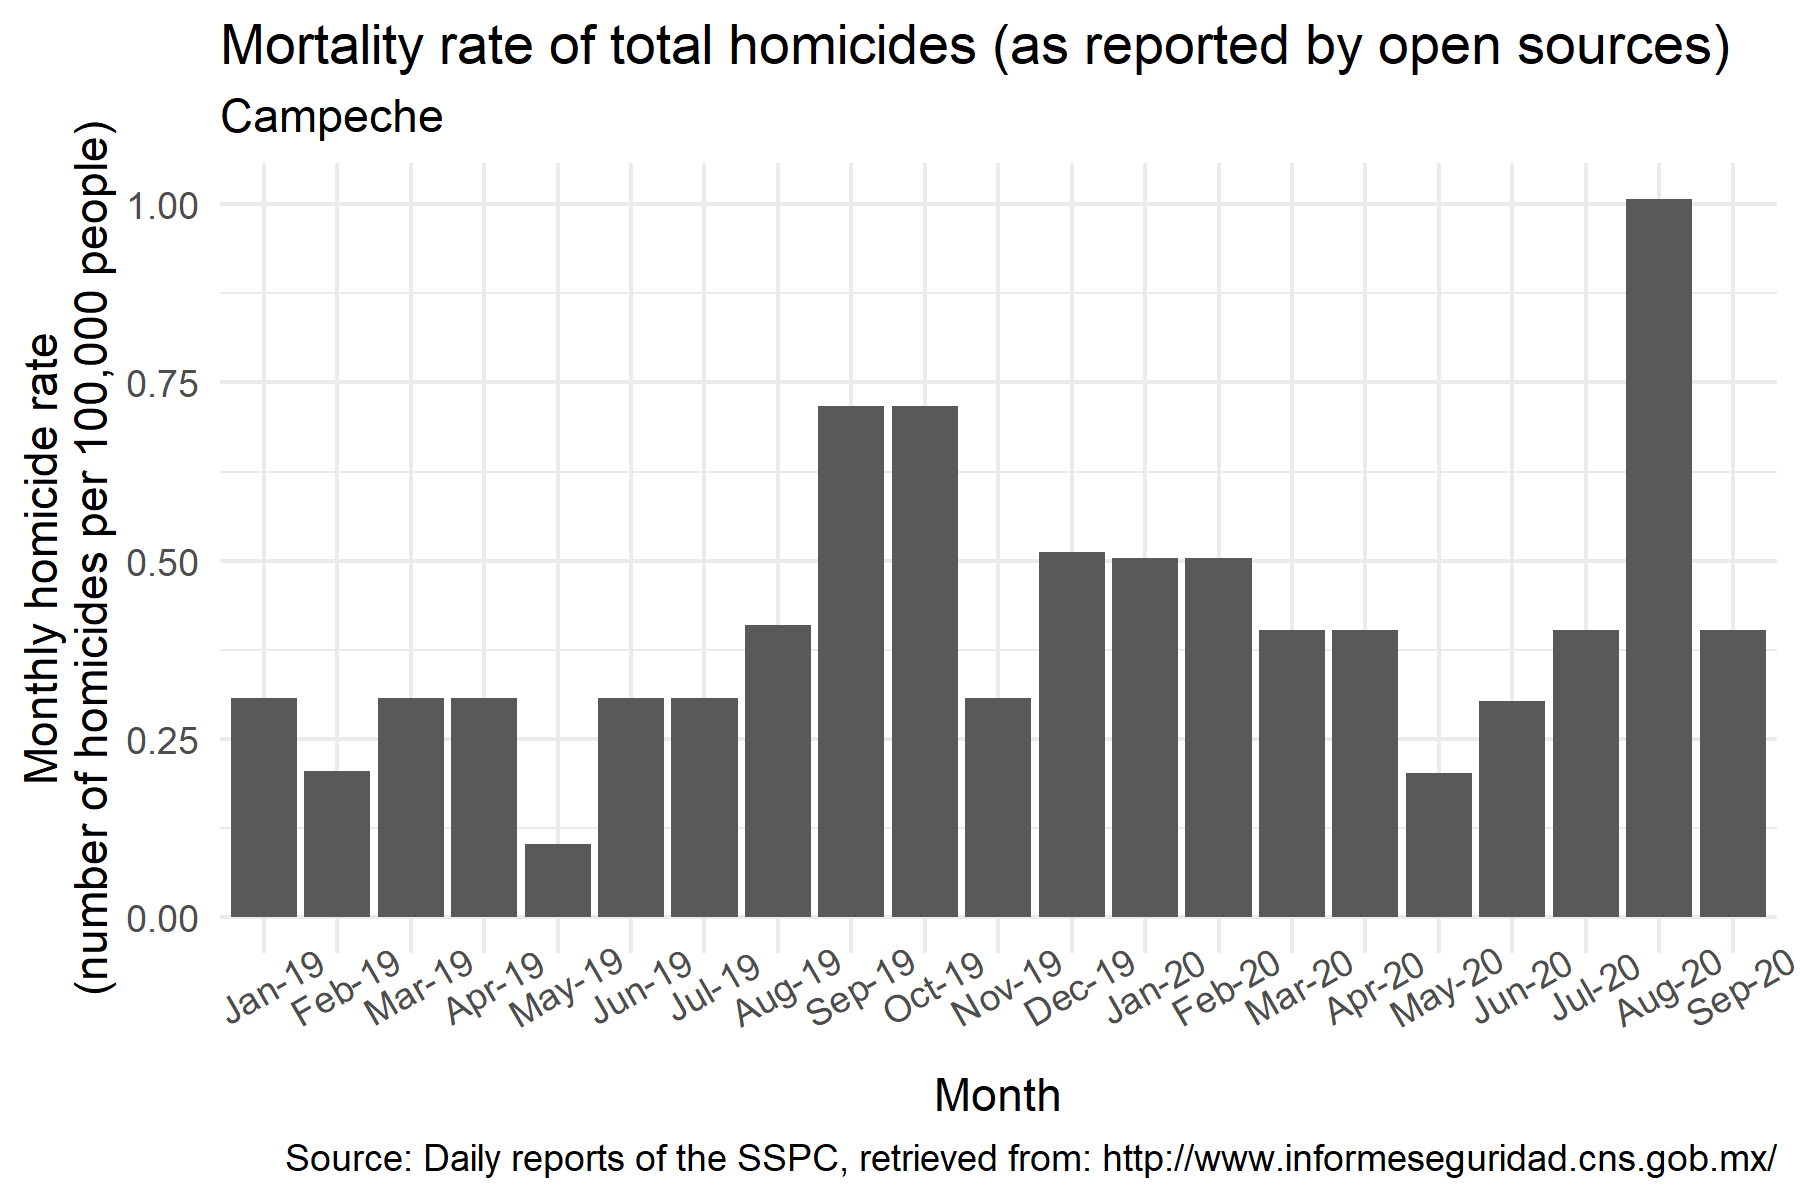 Mortality rate of total homicides (as reported by open sources)
Campeche
Monthly homicide rate
(number of homicides per 100,000 people)
1.00
0.75
0.50
0.25
0.00
Jan-19
Feb-19
Mar-19
Apr-19
May-19
Jun-19
Jul-19
Aug-19
Sep-19
Oct-19
Nov-19
Dec-19
Jan-20
Feb-20
Mar-20
Apr-20
May-20
Jun-20
Jul-20
Aug-20
Sep-20
Month
Source: Daily reports of the SSPC, retrieved from: http://www.informeseguridad.cns.gob.mx/